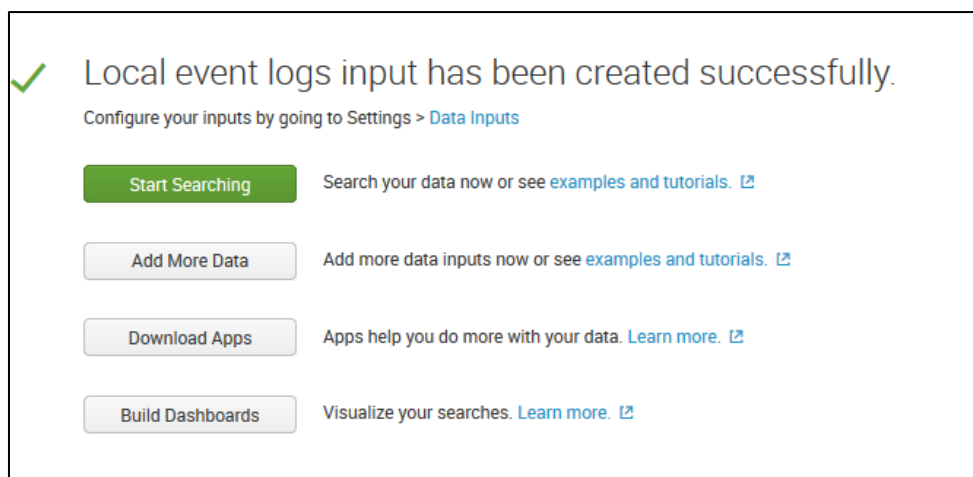 Local event logs input has been created successfully.
Configure your inputs by going to Settings > Data Inputs
Start Searching Search your data now or see examples and tutorials.
Add More Data Add more data inputs now or see examples and tutorials.
Download Apps Apps help you do more with your data. Learn more.
Build Dashboards Visualize your searches. Learn more.